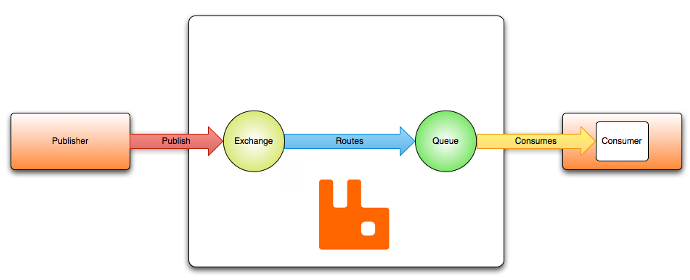 Publisher
Publish
Exchange
Routes
Queue
Consumes
Consumer